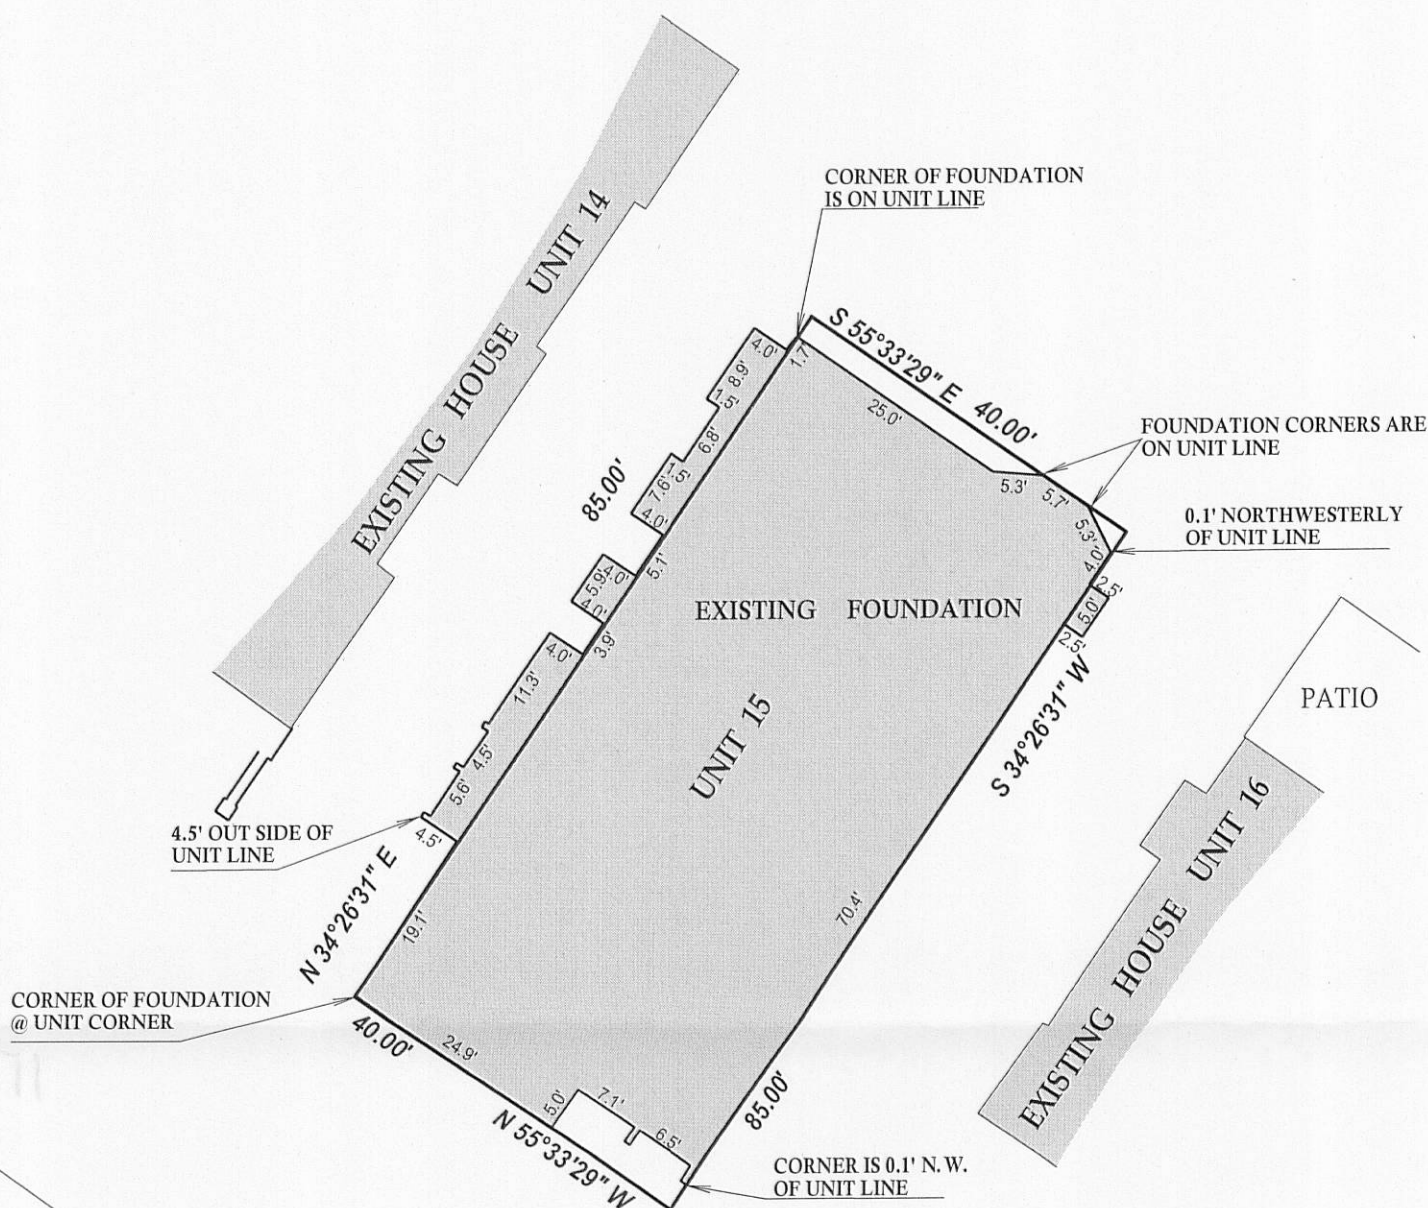 EXISTING HOUSE UNIT 14
CORNER OF FOUNDATION
IS ON UNIT LINE
S 55°33'29" E 40.00'
4.0'
1.7'
8.9'
1.5'
25.0'
6.8'
FOUNDATION CORNERS ARE
ON UNIT LINE
85.00'
1.5'
7.6'
4.0'
5.3'
5.7'
5.3'
0.1' NORTHWESTERLY
OF UNIT LINE
4.0'
5.1'
4.0'
5.9'
4.0'
2.5'
5.0'
2.5'
EXISTING FOUNDATION
3.9'
4.0'
11.3'
S 34°26'31" W
PATIO
UNIT 15
4.5'
5.6'
4.5' OUT SIDE OF
UNIT LINE
4.5'
EXISTING HOUSE UNIT 16
N 34°26'31" E
19.1'
70.4'
CORNER OF FOUNDATION
@ UNIT CORNER
40.00'
24.9'
5.0'
7.1'
6.5'
85.00'
N 55°33'29" W
CORNER IS 0.1' N.W.
OF UNIT LINE